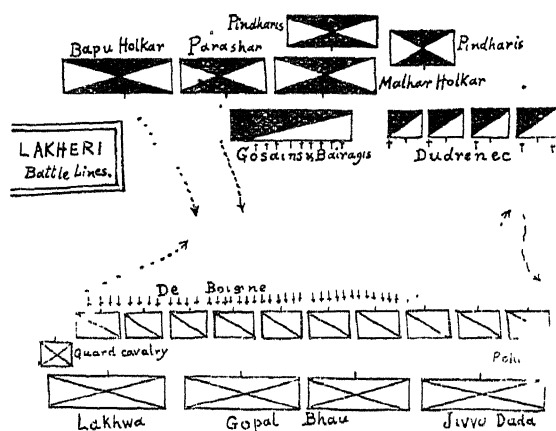 Pindharis
Bapu Holkar Parashar
Pindharis
Malhar Holkar
LAKHERI
Battle Lines.
Gosains & Bairagis Dudrenec
De Boigne
Guard cavalry
Lakhwa Gopal Bhau Jivvu Dada